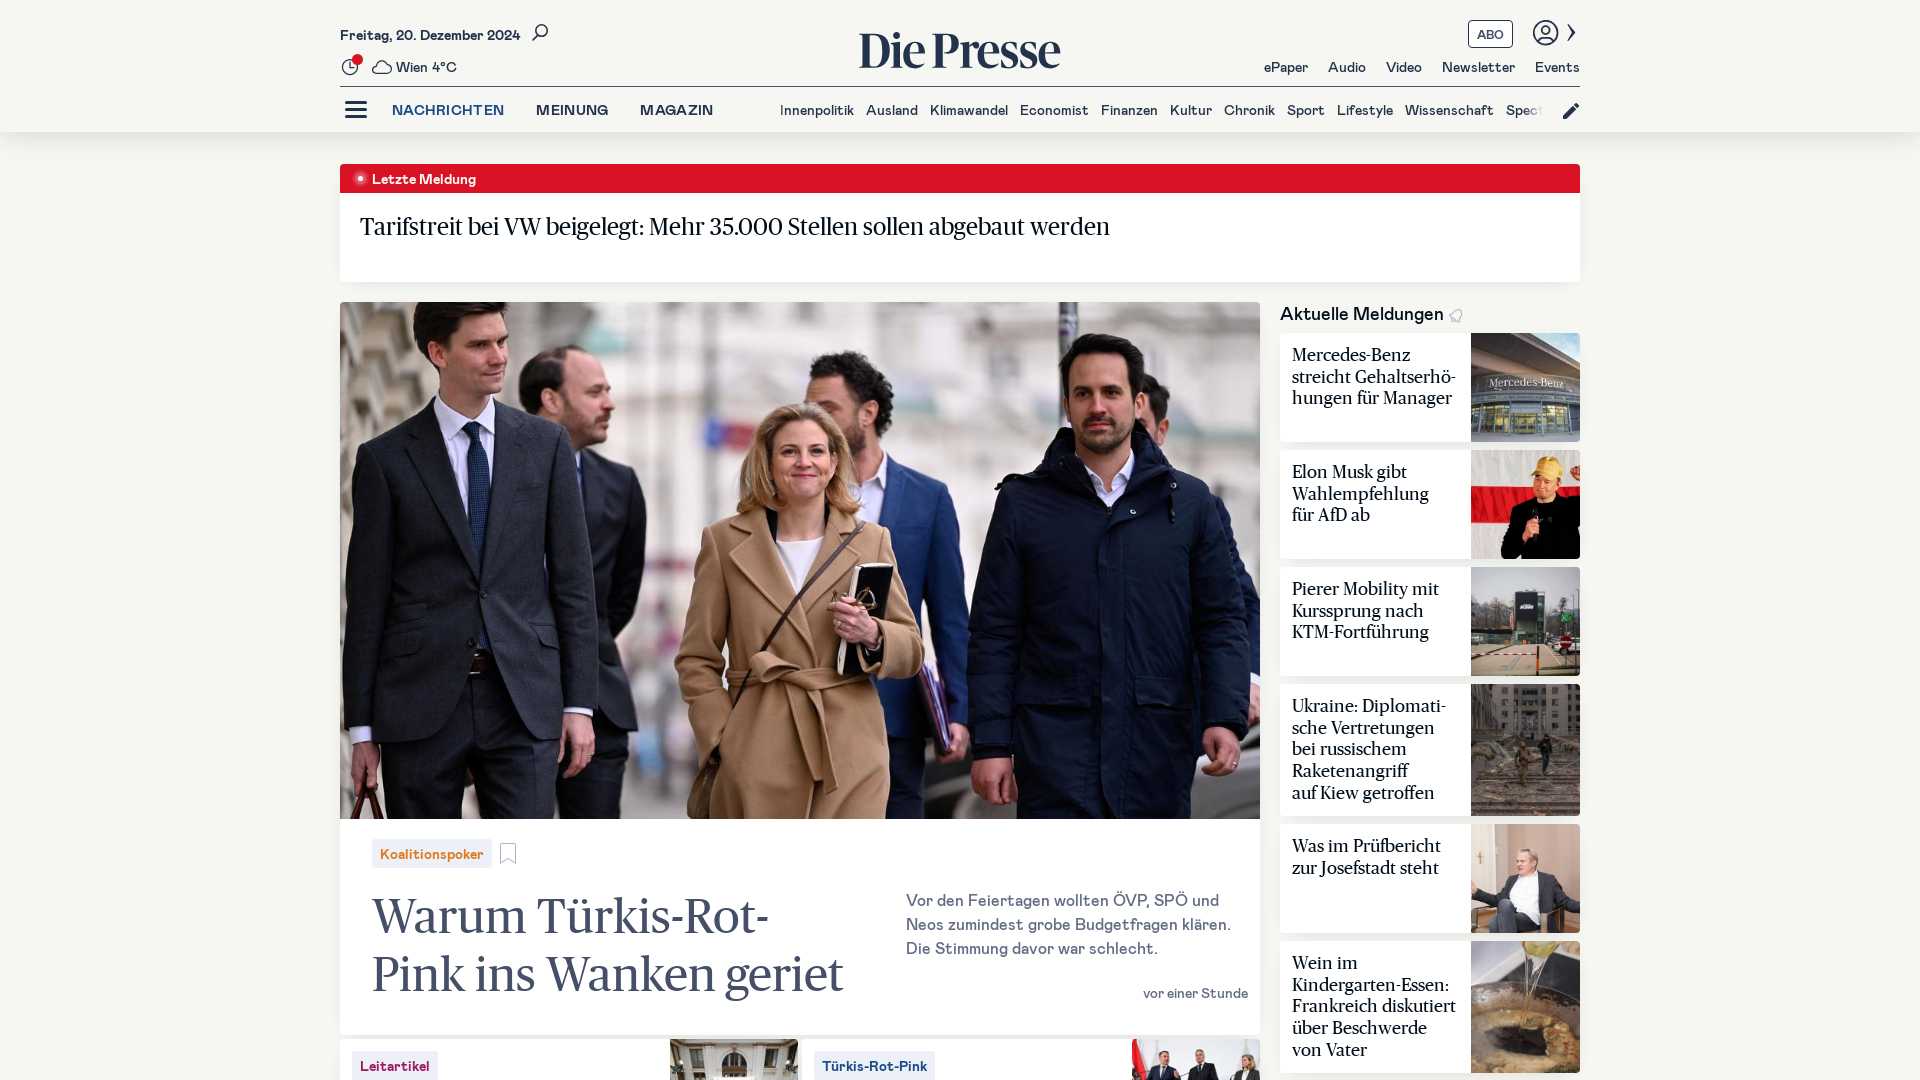 Freitag, 20. Dezember 2024
Wien 4°C
Die Presse
ABO
ePaper Audio Video Newsletter Events
NACHRICHTEN MEINUNG MAGAZIN
Innenpolitik Ausland Klimawandel Economist Finanzen Kultur Chronik Sport Lifestyle Wissenschaft
Letzte Meldung
Tarifstreit bei VW beigelegt: Mehr 35.000 Stellen sollen abgebaut werden
Koalitionspoker
Warum Türkis-Rot-
Pink ins Wanken geriet
Vor den Feiertagen wollten ÖVP, SPÖ und
Neos zumindest grobe Budgetfragen klären.
Die Stimmung davor war schlecht.
vor einer Stunde
Leitartikel
Türkis-Rot-Pink
Aktuelle Meldungen
Mercedes-Benz
streicht Gehaltserhö-
hungen für Manager
Mercedes-Benz
Elon Musk gibt
Wahlempfehlung
für AfD ab
Pierer Mobility mit
Kurssprung nach
KTM-Fortführung
Ukraine: Diplomati-
sche Vertretungen
bei russischem
Raketenangriff
auf Kiew getroffen
Was im Prüfbericht
zur Josefstadt steht
Wein im
Kindergarten-Essen:
Frankreich diskutiert
über Beschwerde
von Vater